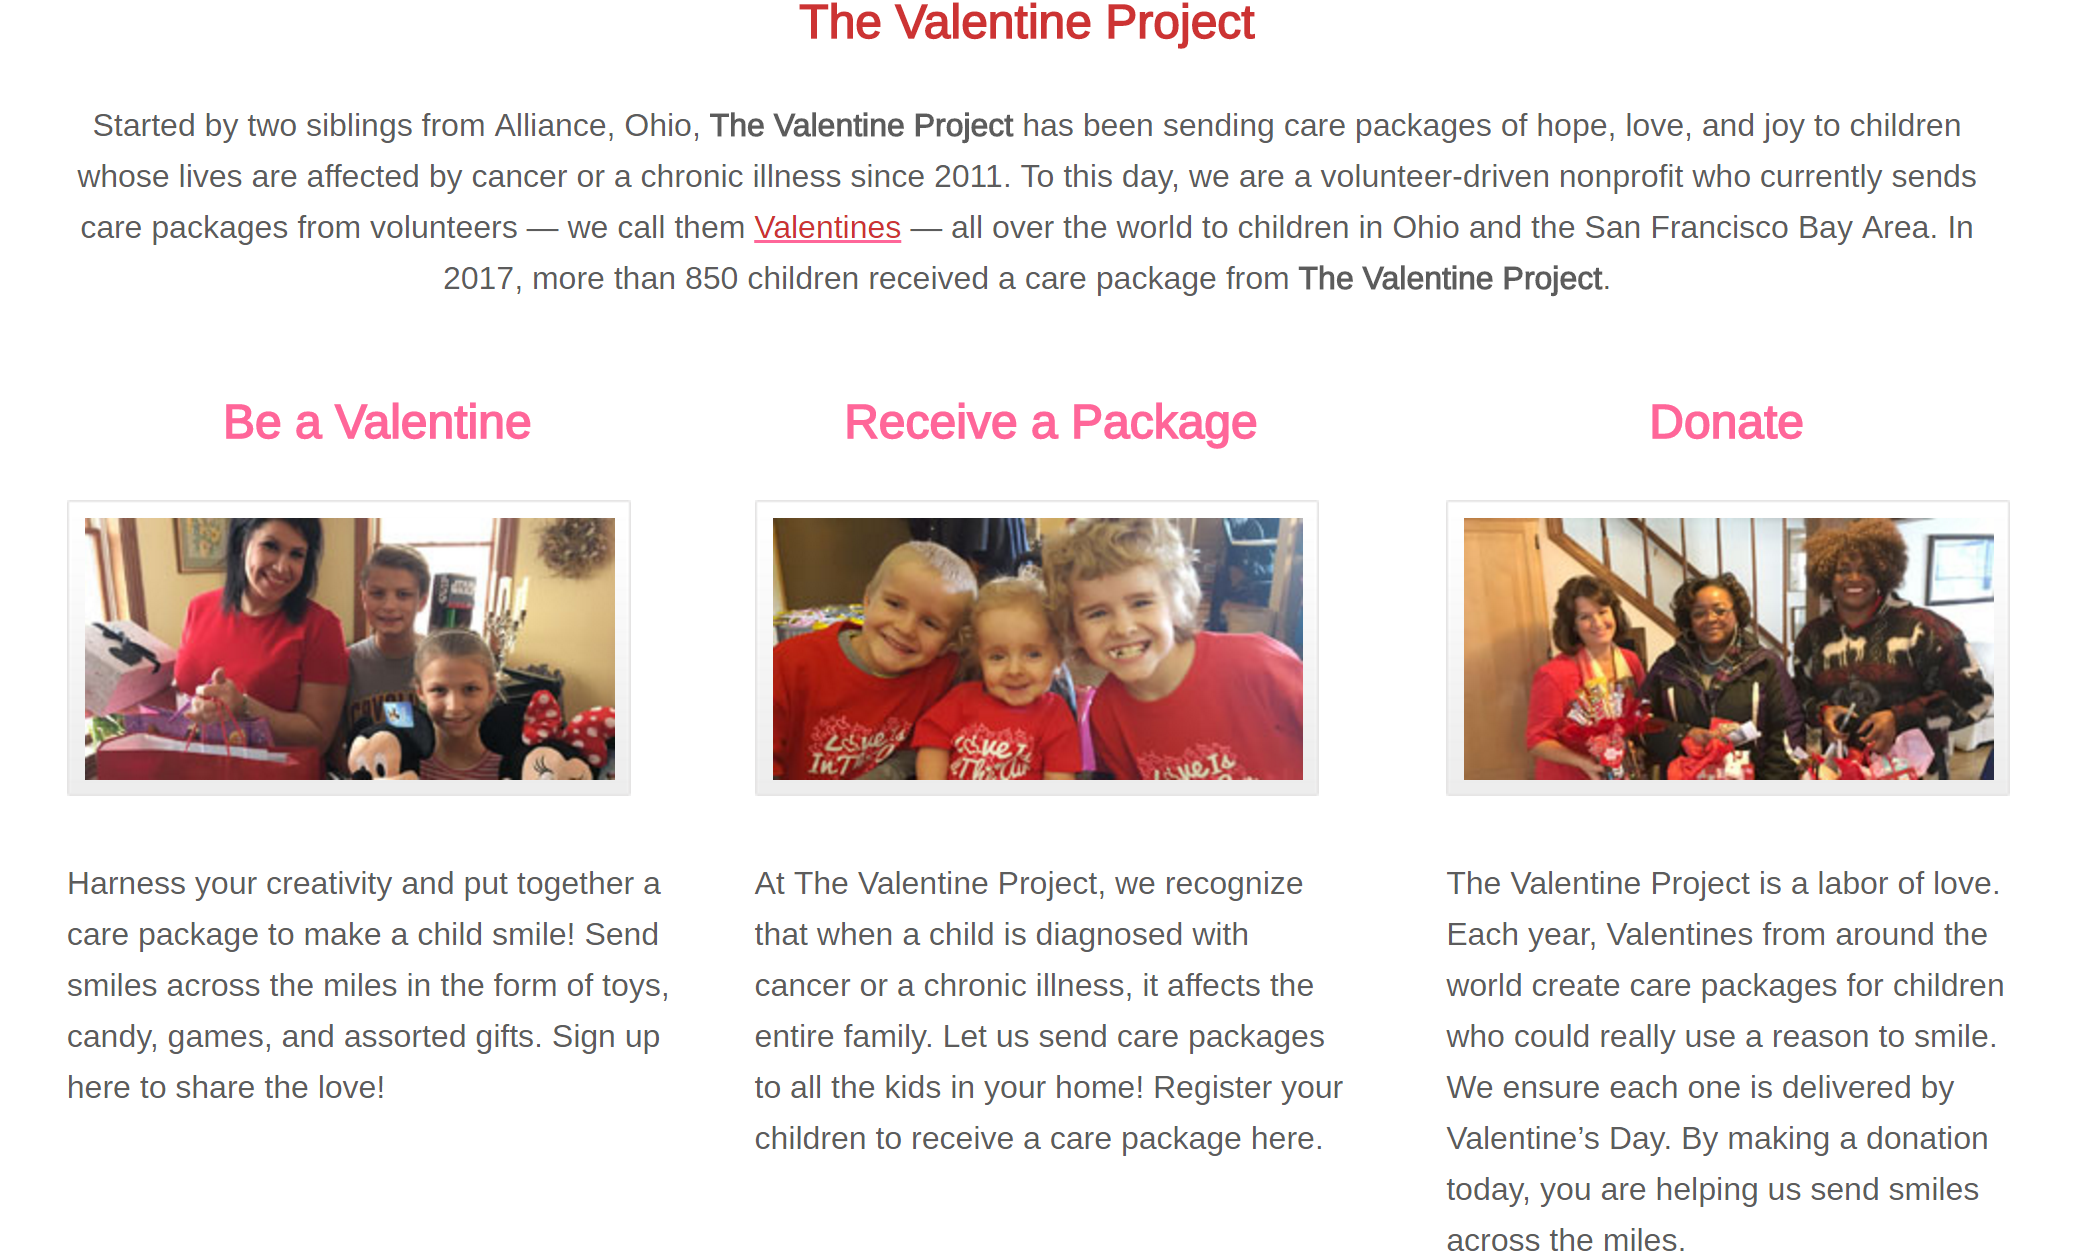 The Valentine Project
Started by two siblings from Alliance, Ohio, The Valentine Project has been sending care packages of hope, love, and joy to children
whose lives are affected by cancer or a chronic illness since 2011. To this day, we are a volunteer-driven nonprofit who currently sends
care packages from volunteers — we call them Valentines — all over the world to children in Ohio and the San Francisco Bay Area. In
2017, more than 850 children received a care package from The Valentine Project.
Be a Valentine
Receive a Package
Donate
STAR
WARS
Love
In
Love Is
In The Air
Love Is
Harness your creativity and put together a
care package to make a child smile! Send
smiles across the miles in the form of toys,
candy, games, and assorted gifts. Sign up
here to share the love!
At The Valentine Project, we recognize
that when a child is diagnosed with
cancer or a chronic illness, it affects the
entire family. Let us send care packages
to all the kids in your home! Register your
children to receive a care package here.
The Valentine Project is a labor of love.
Each year, Valentines from around the
world create care packages for children
who could really use a reason to smile.
We ensure each one is delivered by
Valentine’s Day. By making a donation
today, you are helping us send smiles
across the miles.